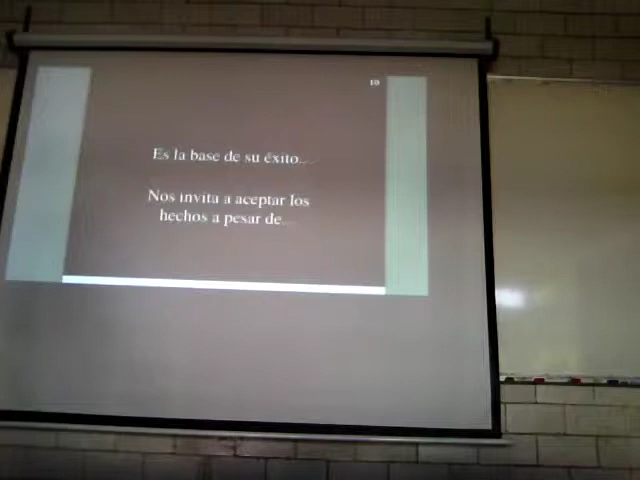 10
Es la base de su éxito...
Nos invita a aceptar los
hechos a pesar de...